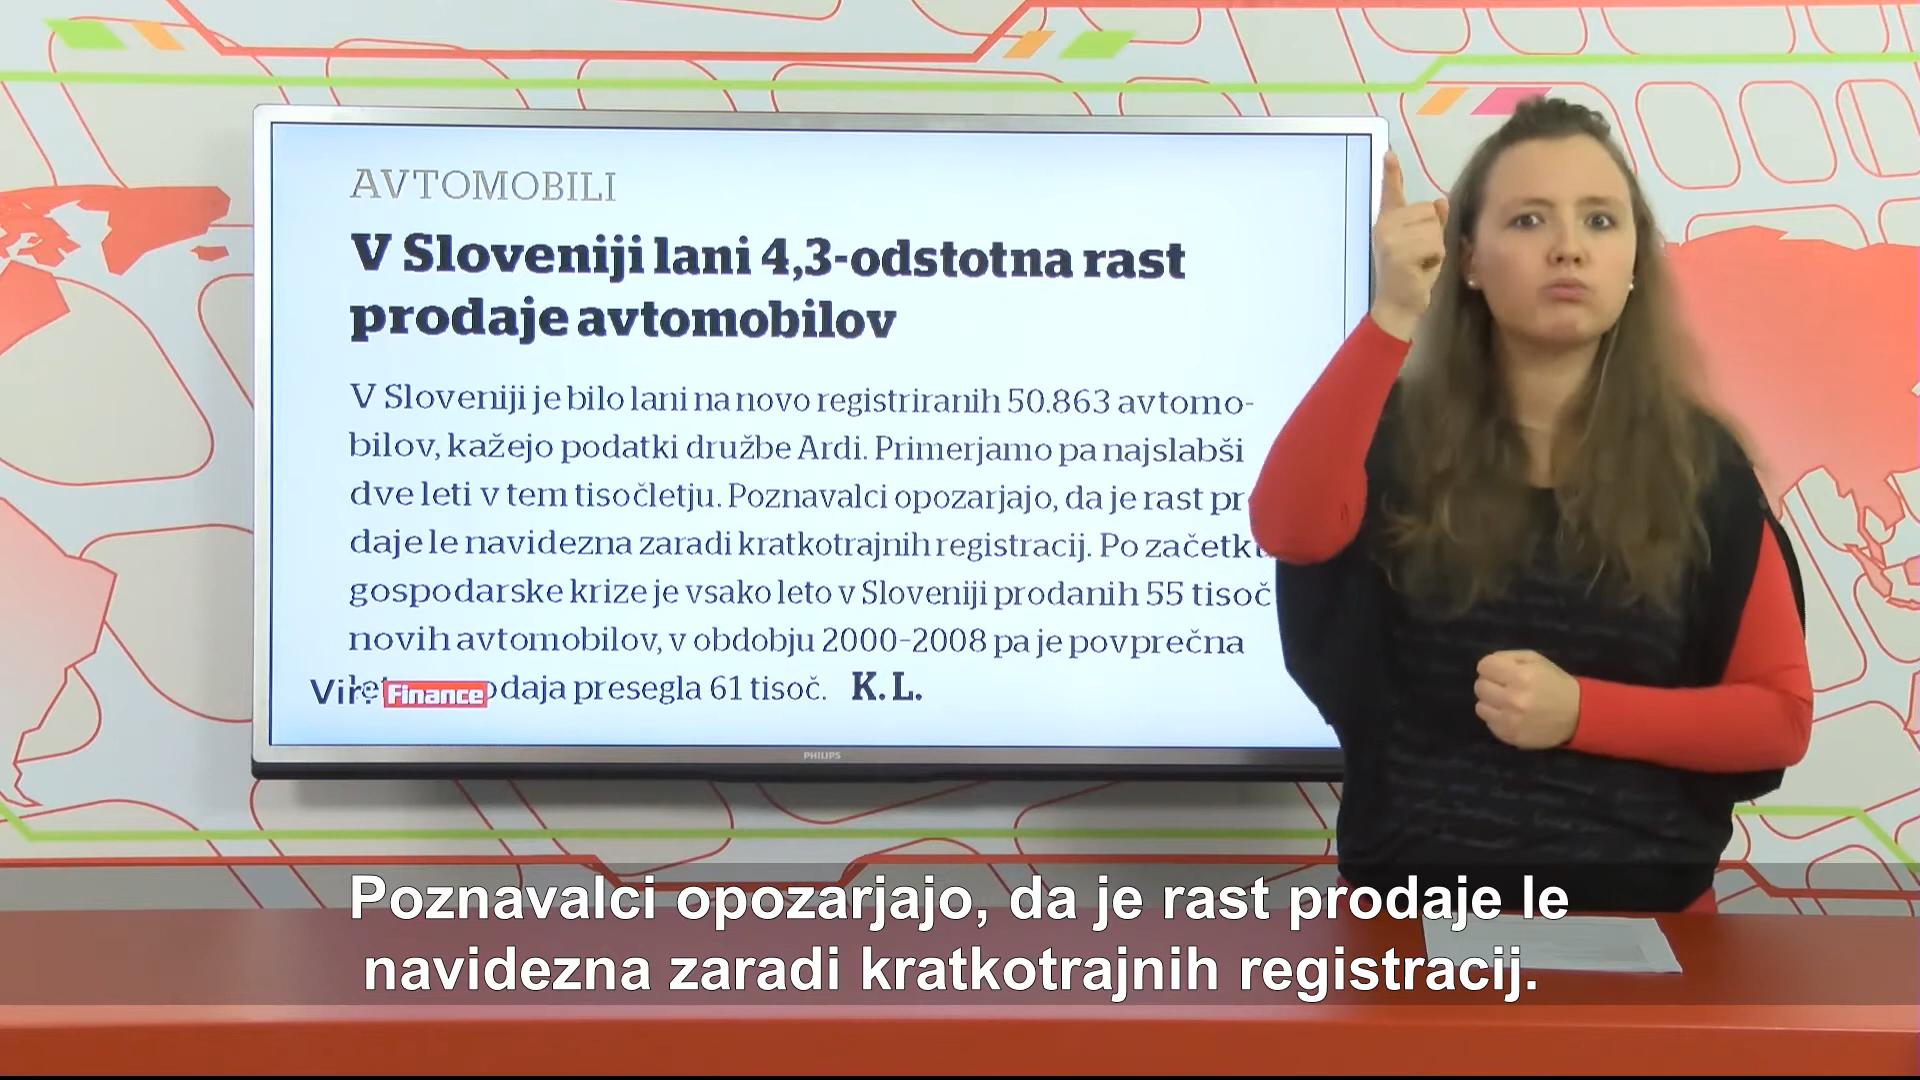 AVTOMOBILI
V Sloveniji lani 4,3-odstotna rast
prodaje avtomobilov
V Sloveniji je bilo lani na novo registriranih 50.863 avtomo-
bilov, kažejo podatki družbe Ardi. Primerjamo pa najslabši
dve leti v tem tisočletju. Poznavalci opozarjajo, da je rast pr
daje le navidezna zaradi kratkotrajnih registracij. Po začetk
gospodarske krize je vsako leto v Sloveniji prodanih 55 tisoč
novih avtomobilov, v obdobju 2000-2008 pa je povprečna
presegla 61 tisoč. K. L.
Vir: Finance
PHILIPS
Poznavalci opozarjajo, da je rast prodaje le
navidezna zaradi kratkotrajnih registracij.